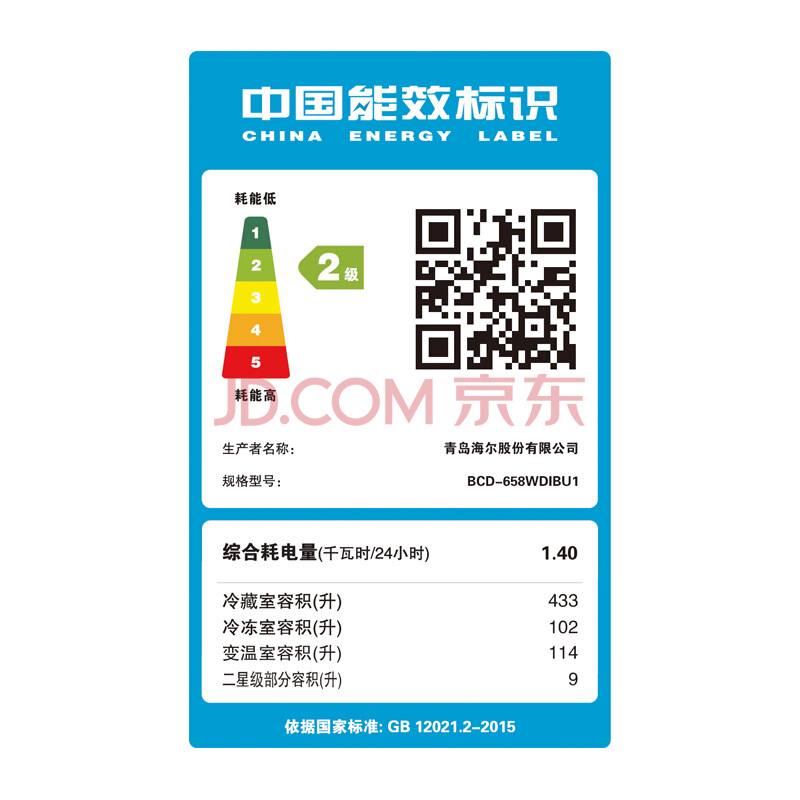 中国能效标识
CHINA ENERGY LABEL
耗能低
1
2
2级
3
4
5
耗能高
JD.COM 京东
生产者名称: 青岛海尔股份有限公司
规格型号: BCD-658WDIBU1
综合耗电量(千瓦时/24小时) 1.40
冷藏室容积(升) 433
冷冻室容积(升) 102
变温室容积(升) 114
二星级部分容积(升) 9
依据国家标准: GB 12021.2-2015